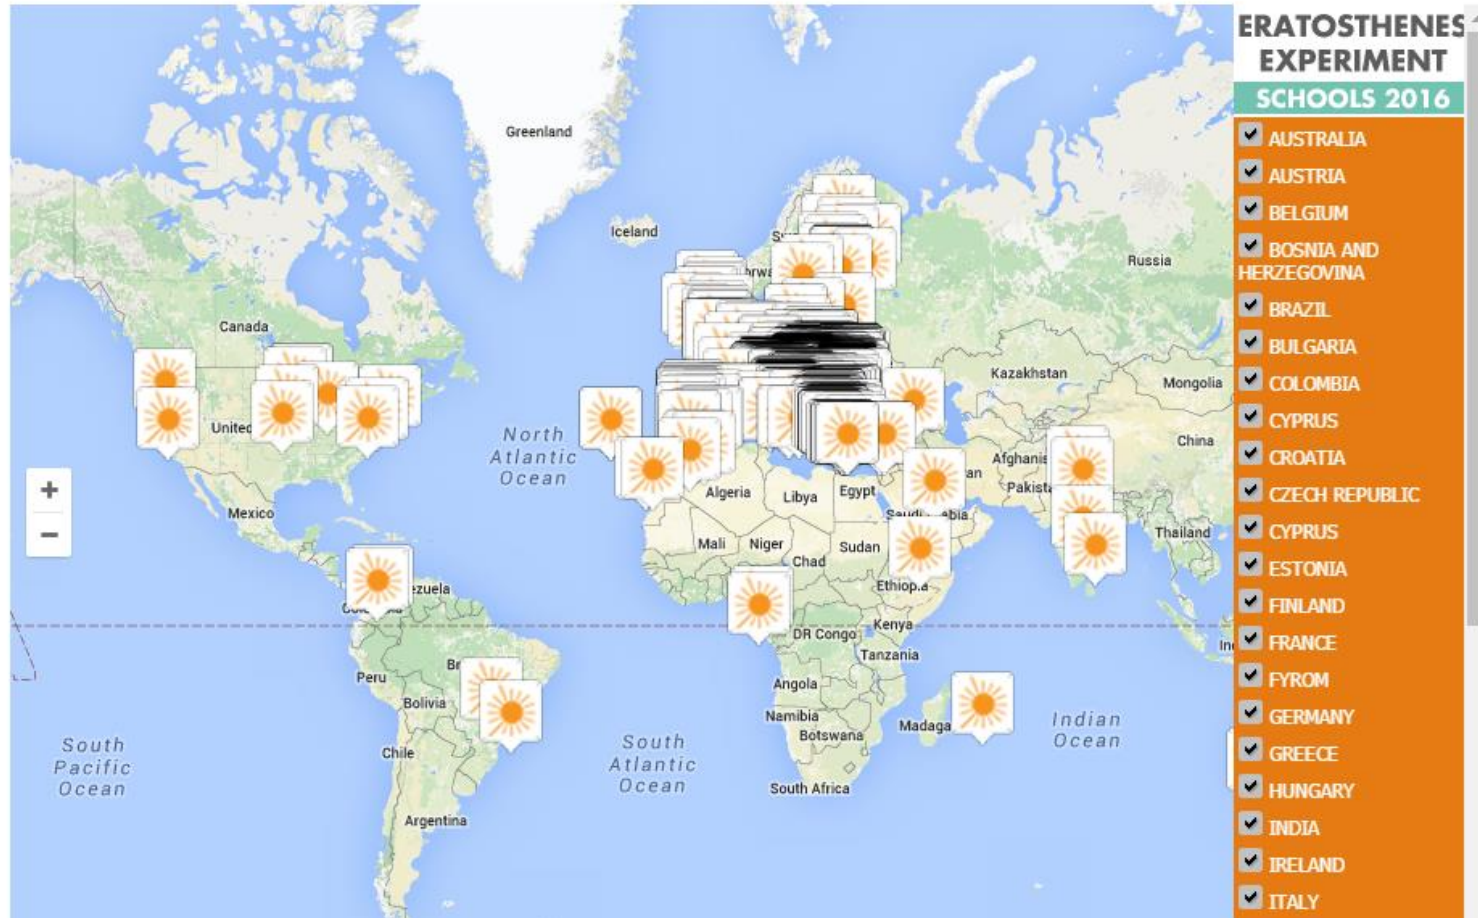 Greenland
Iceland
Russia
Canada
Kazakhstan
Mongolia
North
Atlantic
Ocean
China
Algeria
Libya
Egypt
Mexico
Mali
Niger
Sudan
Chad
Thailand
DR Congo
Kenya
Tanzania
Peru
Angola
Bolivia
Namibia
Botswana
Indian
Ocean
South
Pacific
Ocean
South
Atlantic
Ocean
Chile
South Africa
Argentina
+
−
ERATOSTHENES
EXPERIMENT
SCHOOLS 2016
AUSTRALIA
AUSTRIA
BELGIUM
BOSNIA AND
HERZEGOVINA
BRAZIL
BULGARIA
COLOMBIA
CYPRUS
CROATIA
CZECH REPUBLIC
CYPRUS
ESTONIA
FINLAND
FRANCE
FYROM
GERMANY
GREECE
HUNGARY
INDIA
IRELAND
ITALY